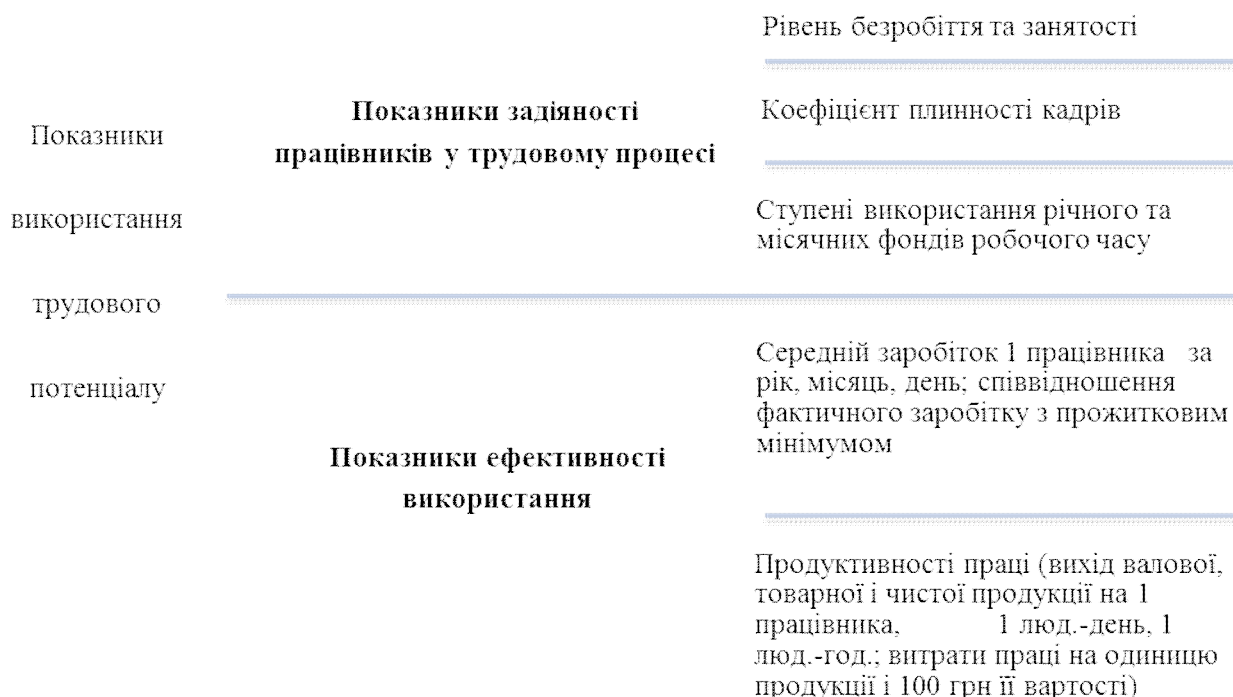 Показники
використання
трудового
потенціалу
Показники задіяності
працівників у трудовому процесі
Рівень безробіття та занятості
Коефіцієнт плинності кадрів
Ступені використання річного та
місячних фондів робочого часу
Показники ефективності
використання
Середній заробіток 1 працівника за
рік, місяць, день; співвідношення
фактичного заробітку з прожитковим
мінімумом
Продуктивності праці (вихід валової,
товарної і чистої продукції на 1
працівника, 1 люд.-день, 1
люд.-год.; витрати праці на одиницю
продукції і 100 грн її вартості)